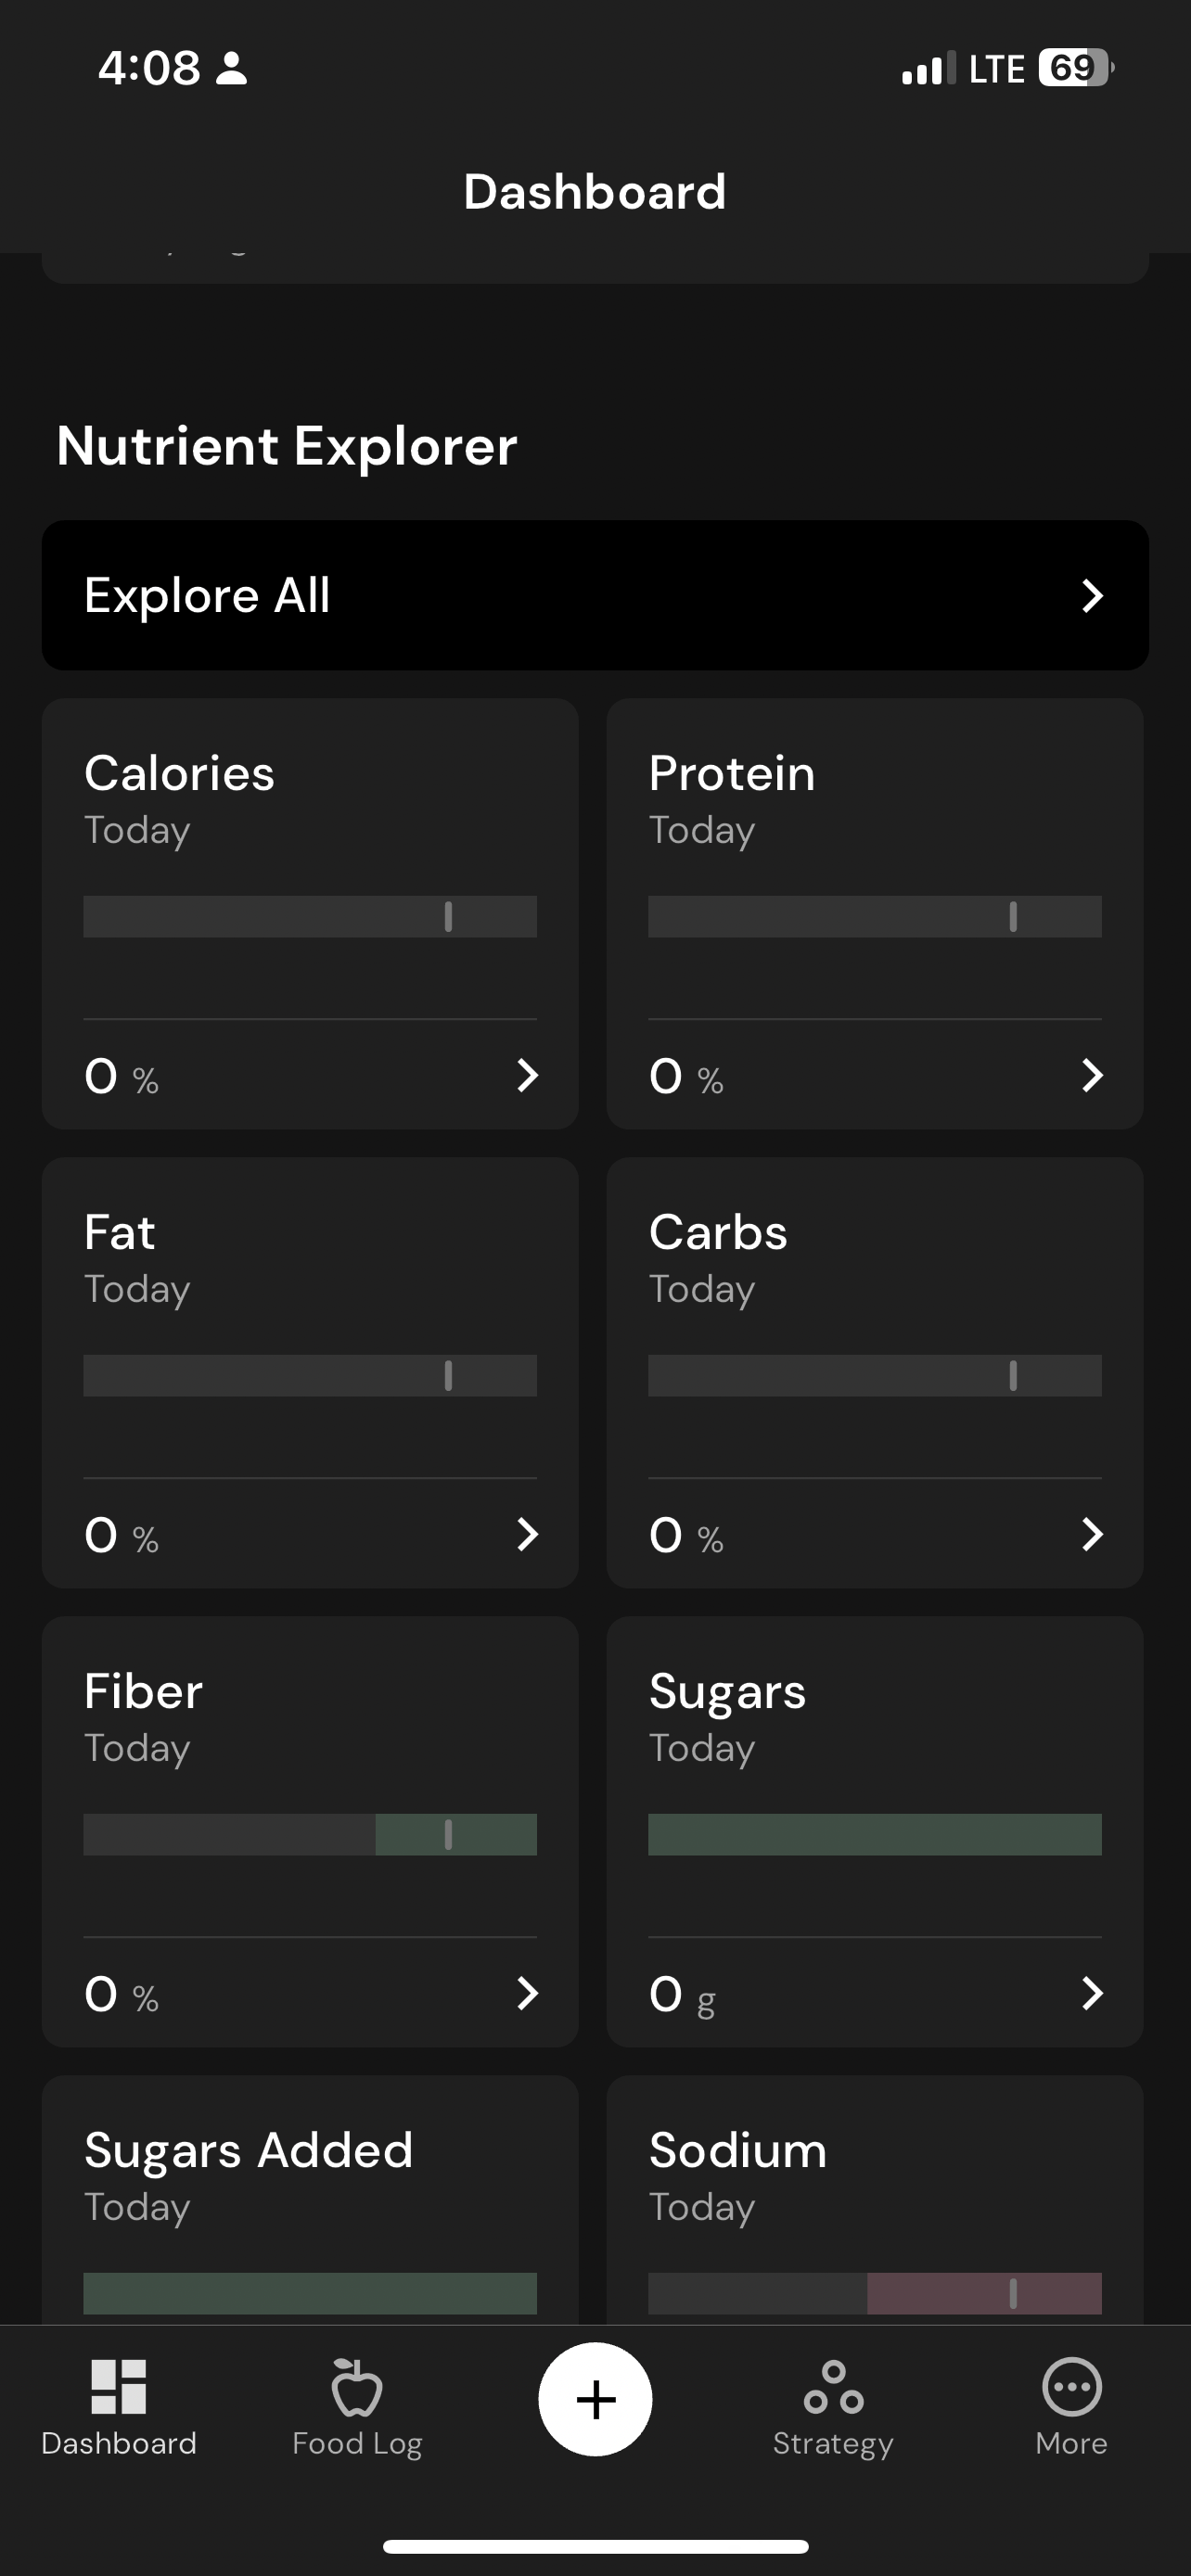 4:08
LTE 69
Dashboard
Nutrient Explorer
Explore All
Calories
Today
0 %
Protein
Today
0 %
Fat
Today
0 %
Carbs
Today
0 %
Fiber
Today
0 %
Sugars
Today
0 g
Sugars Added
Today
Sodium
Today
Dashboard
Food Log
+
Strategy
More